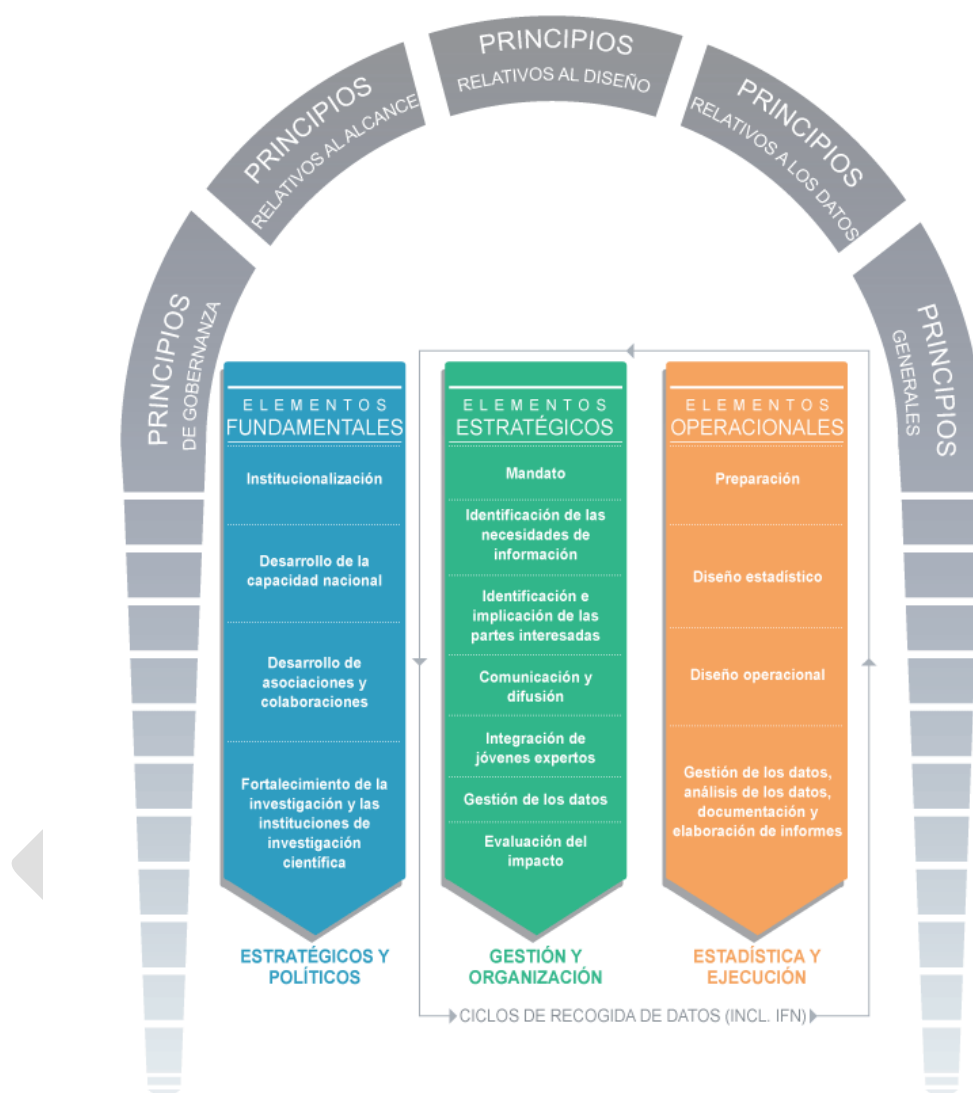 PRINCIPIOS
DE GOBERNANZA
PRINCIPIOS
RELATIVOS AL ALCANCE
PRINCIPIOS
RELATIVOS AL DISEÑO
PRINCIPIOS
RELATIVOS A LOS DATOS
PRINCIPIOS
GENERALES
ELEMENTOS
FUNDAMENTALES
Institucionalización
Desarrollo de la
capacidad nacional
Desarrollo de
asociaciones y
colaboraciones
Fortalecimiento de la
investigación y las
instituciones de
investigación
científica
ESTRATÉGICOS Y
POLÍTICOS
ELEMENTOS
ESTRATÉGICOS
Mandato
Identificación de las
necesidades de
información
Identificación e
implicación de las
partes interesadas
Comunicación y
difusión
Integración de
jóvenes expertos
Gestión de los datos
Evaluación del
impacto
GESTIÓN Y
ORGANIZACIÓN
ELEMENTOS
OPERACIONALES
Preparación
Diseño estadístico
Diseño operacional
Gestión de los datos,
análisis de los datos,
documentación y
elaboración de informes
ESTADÍSTICA Y
EJECUCIÓN
CICLOS DE RECOGIDA DE DATOS (INCL. IFN)